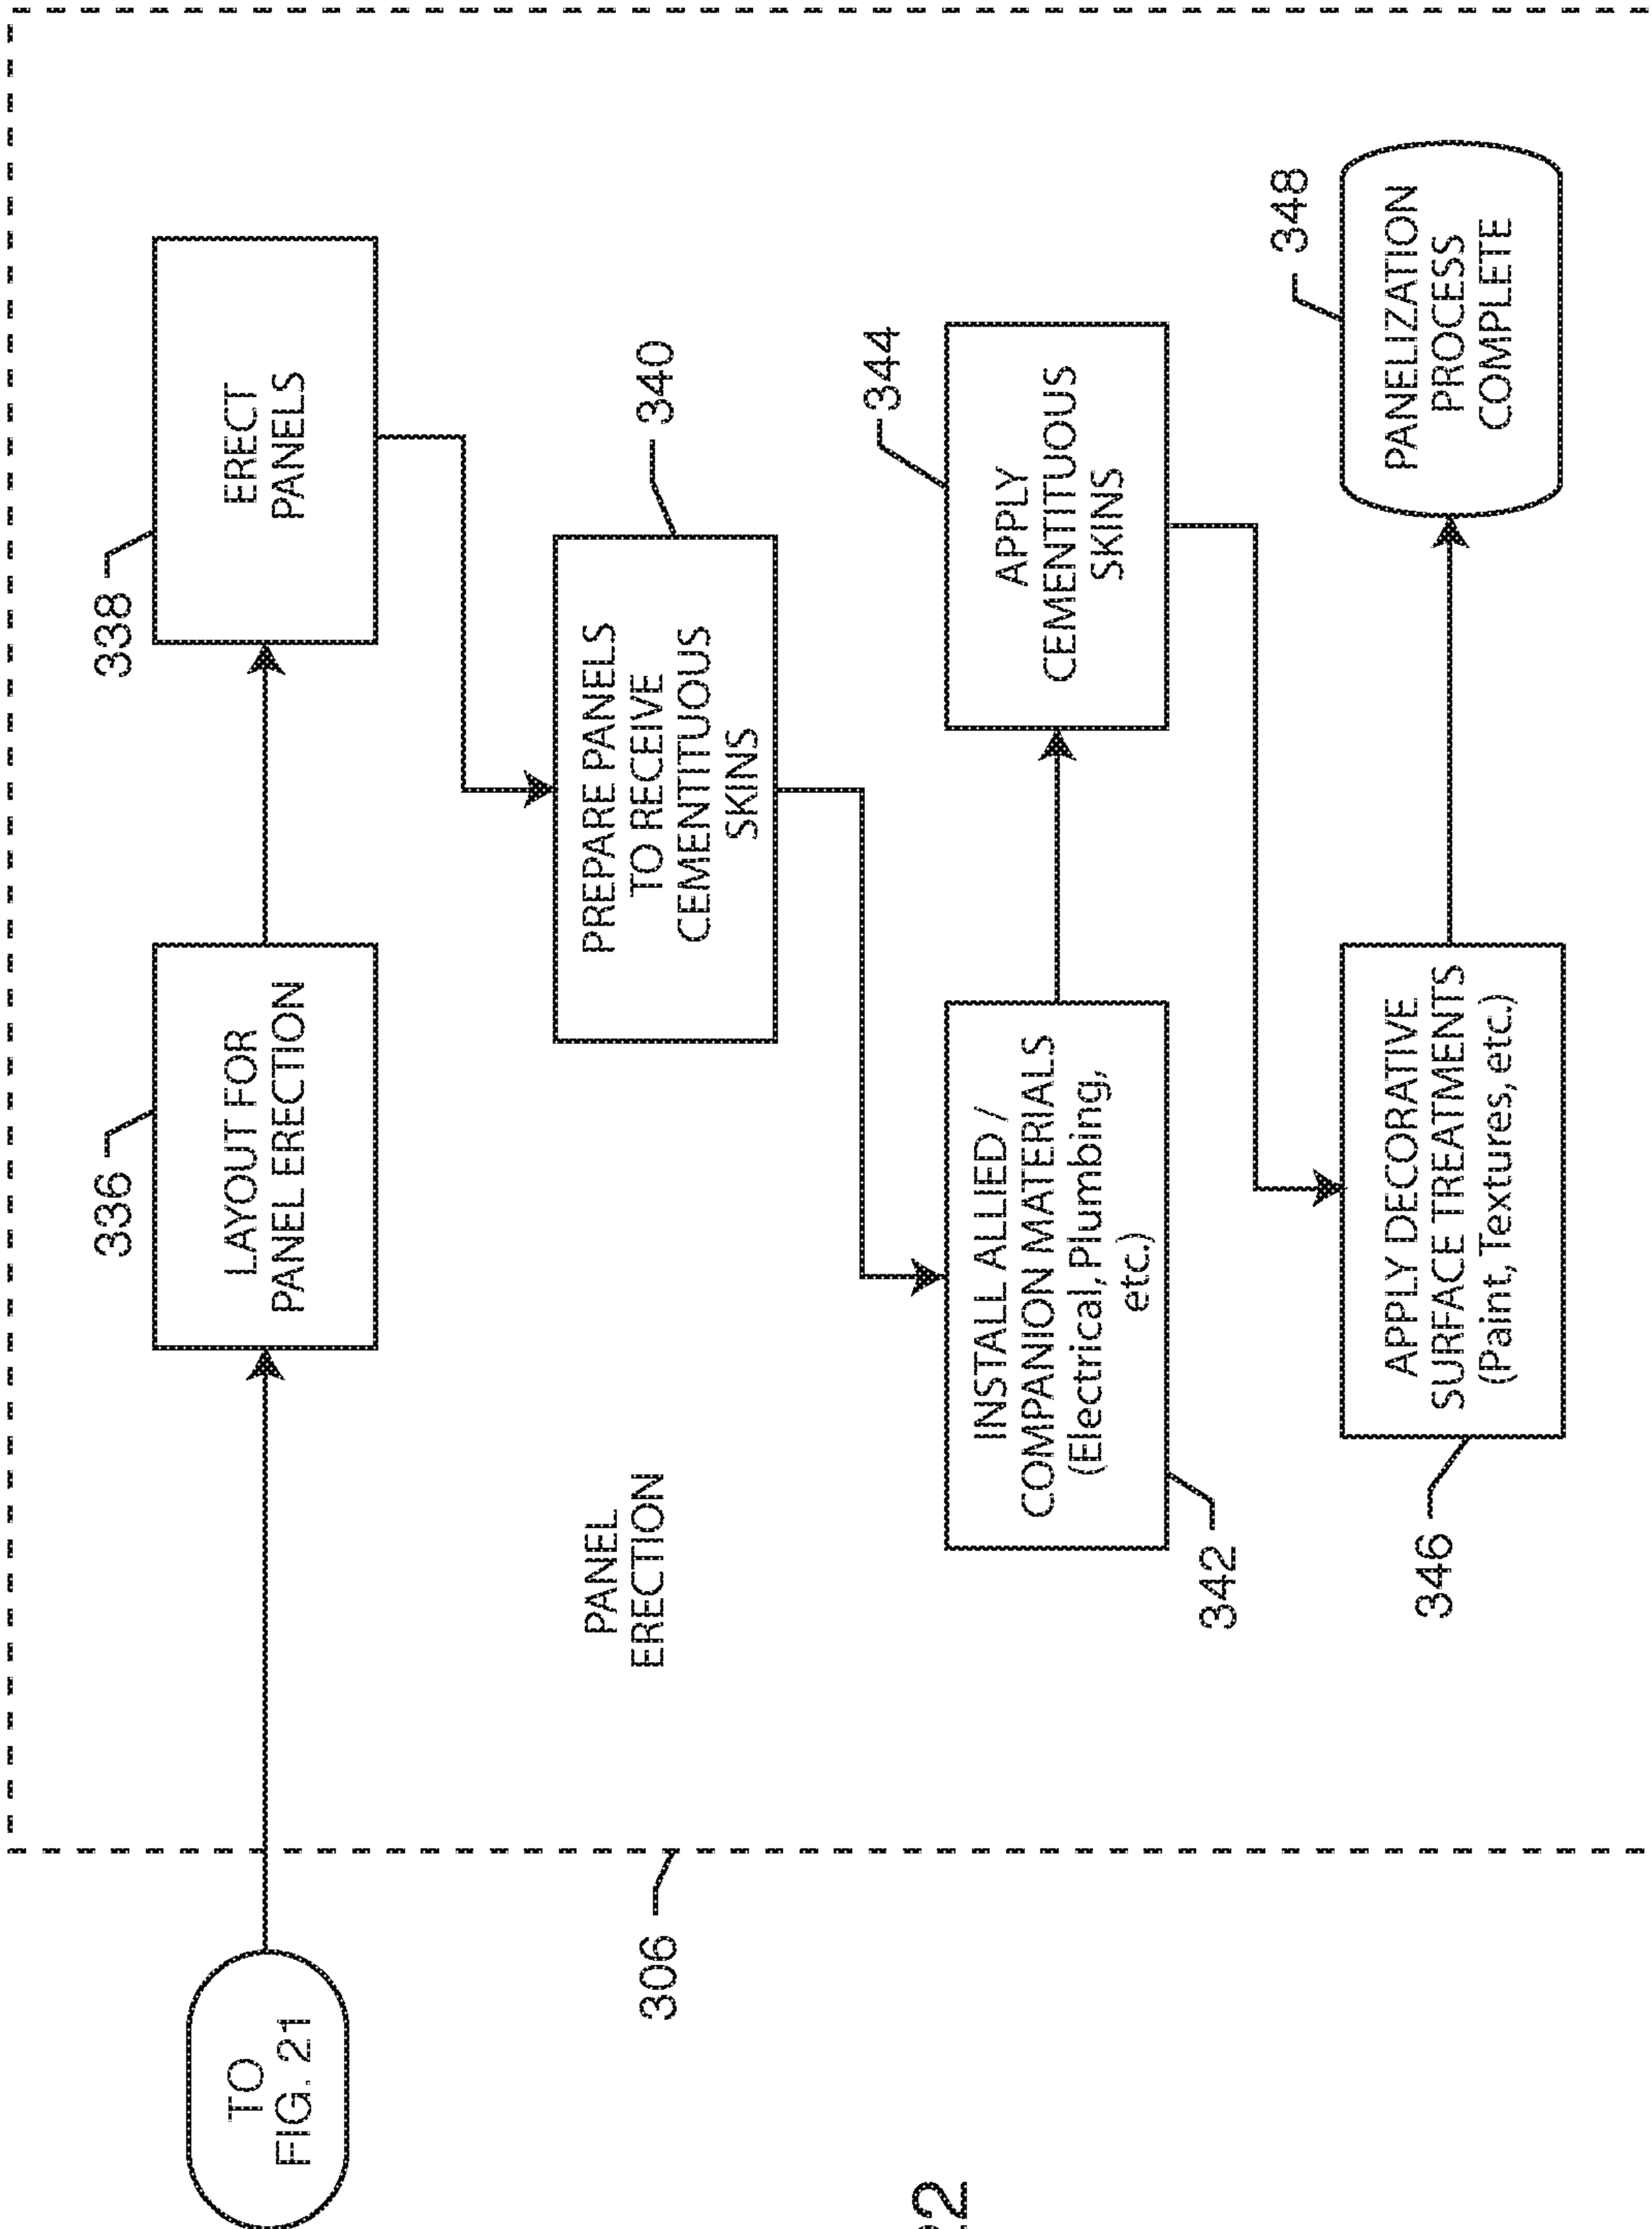 TO
FIG. 21
336
LAYOUT FOR
PANEL ERECTION
338
ERECT
PANELS
306
PANEL
ERECTION
340
PREPARE PANELS
TO RECEIVE
CEMENTITUOUS
SKINS
342
INSTALL ALLIED /
COMPANION MATERIALS
(Electrical, Plumbing,
etc.)
344
APPLY
CEMENTITUOUS
SKINS
346
APPLY DECORATIVE
SURFACE TREATMENTS
(Paint, Textures, etc.)
348
PANELIZATION
PROCESS
COMPLETE